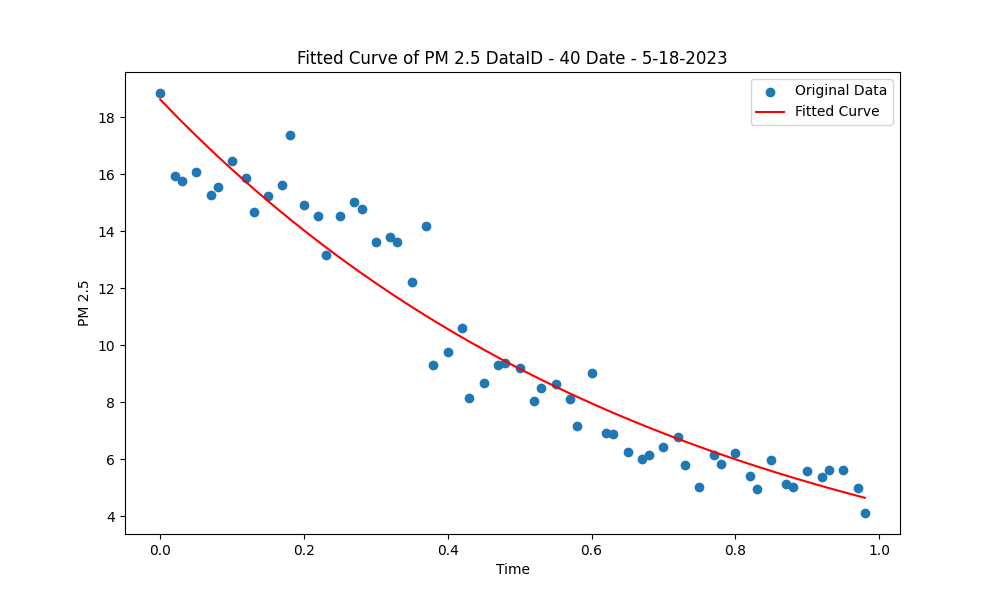 Fitted Curve of PM 2.5 DataID - 40 Date - 5-18-2023
Original Data
Fitted Curve
18
16
14
12
10
8
6
4
PM 2.5
0.0 0.2 0.4 0.6 0.8 1.0
Time